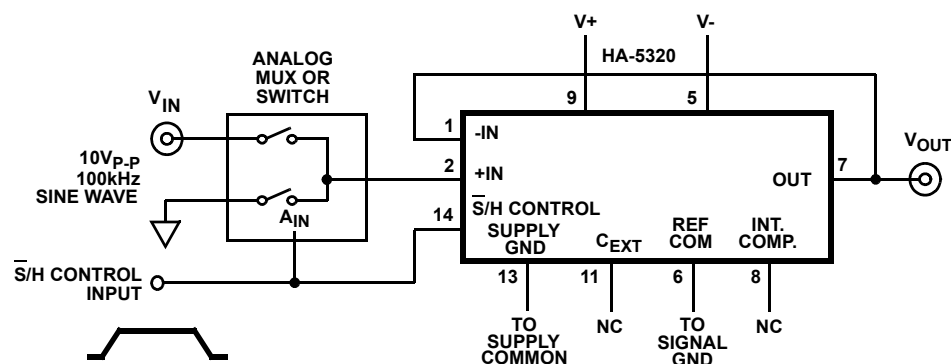 V+
V-
HA-5320
ANALOG
MUX OR
SWITCH
VIN
9
5
1
-IN
VOUT
10VP-P
100kHz
SINE WAVE
2
+IN
OUT
7
AIN
14
S̅/H CONTROL
SUPPLY
GND
CEXT
REF
COM
INT.
COMP.
S̅/H CONTROL
INPUT
13
11
6
8
TO
SUPPLY
COMMON
NC
TO
SIGNAL
GND
NC